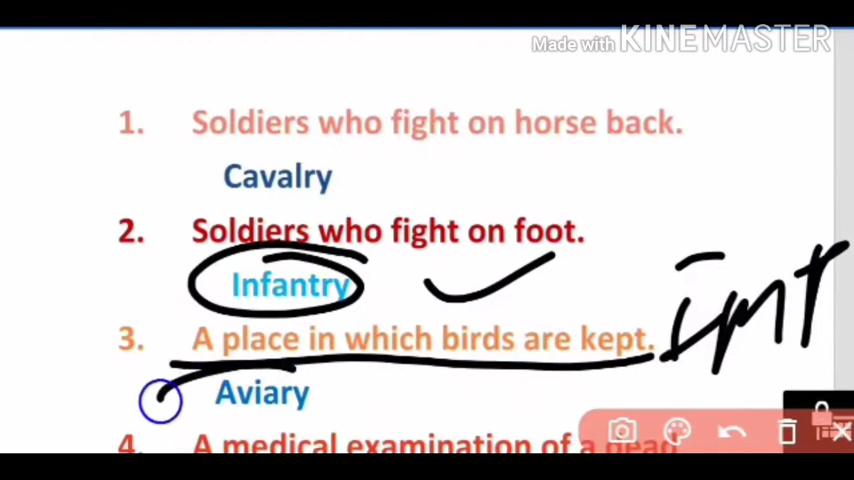 Made with KINEMASTER
1. Soldiers who fight on horse back.
Cavalry
2. Soldiers who fight on foot.
Infantry
3. A place in which birds are kept.
Aviary
4. A medical examination of a dead